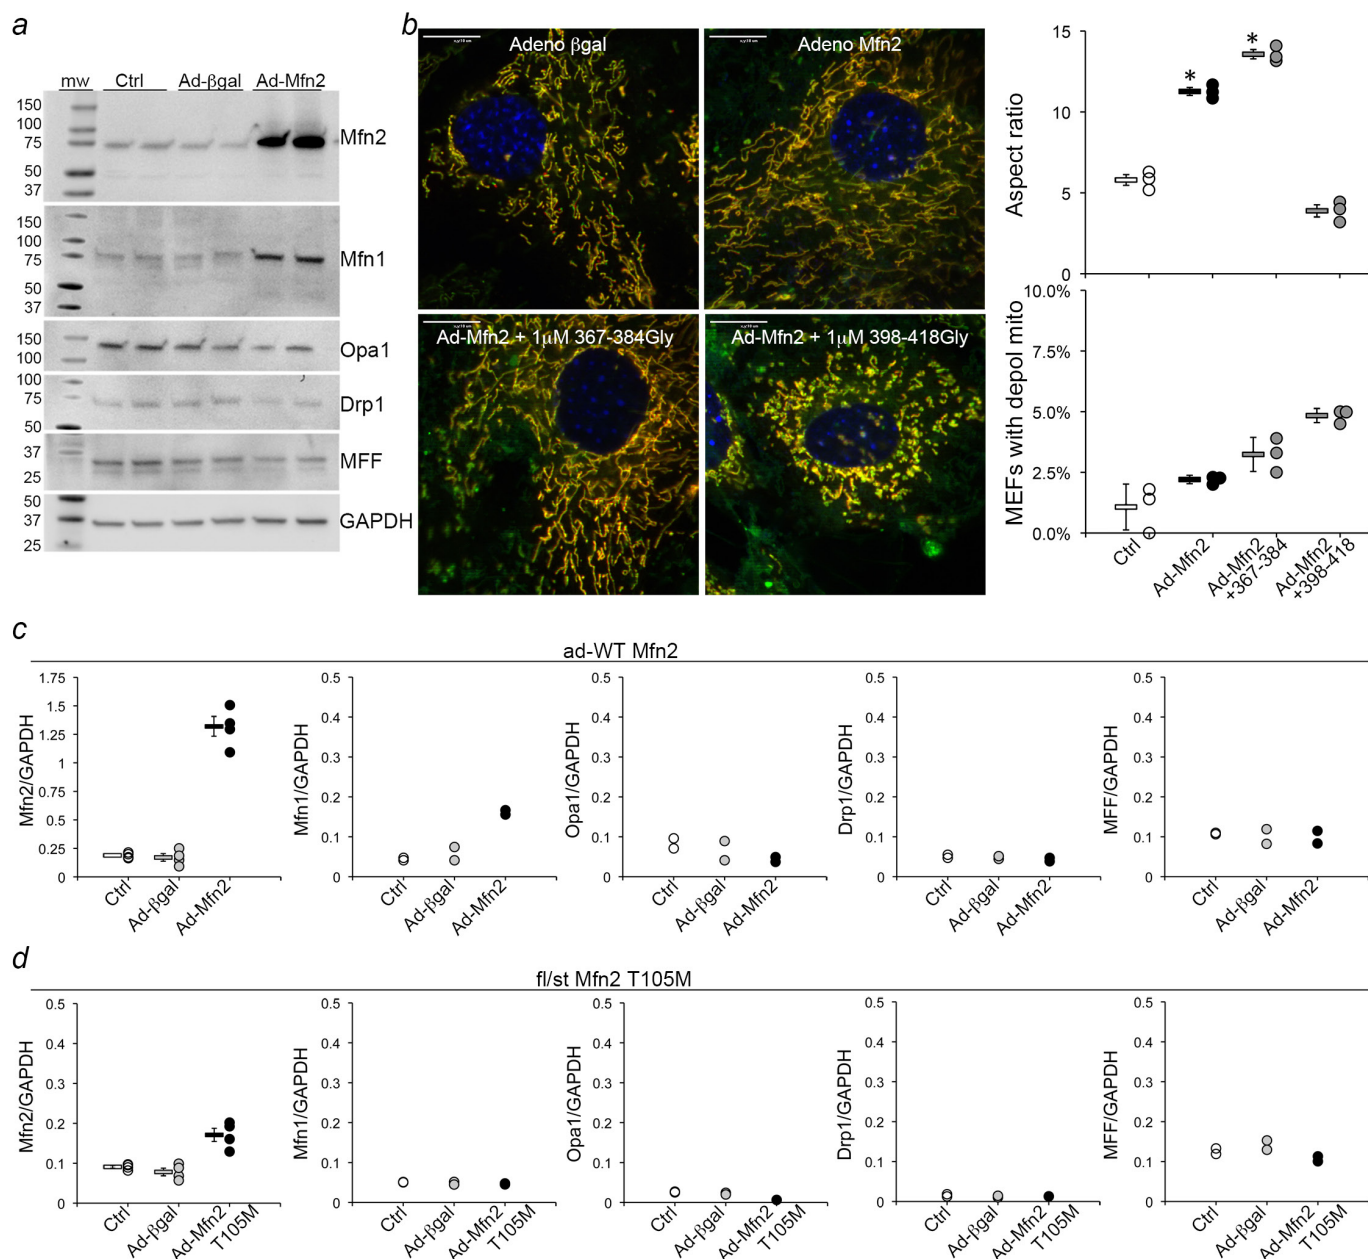 a
mw Ctrl Ad-βgal Ad-Mfn2
150
100
75
50
37
Mfn2
150
100
75
50
37
Mfn1
150
100
Opa1
100
75
50
Drp1
37
25
MFF
50
37
25
GAPDH
b
Adeno βgal
Adeno Mfn2
Ad-Mfn2 + 1μM 367-384Gly
Ad-Mfn2 + 1μM 398-418Gly
Aspect ratio
15
10
5
0
*
*
MEFs with depol mito
10.0%
7.5%
5.0%
2.5%
0.0%
Ctrl
Ad-Mfn2
Ad-Mfn2
+367-384
Ad-Mfn2
+398-418
c
ad-WT Mfn2
Mfn2/GAPDH
1.75
1.5
1.25
1
0.75
0.5
0.25
0
Ctrl
Ad-βgal
Ad-Mfn2
Mfn1/GAPDH
0.5
0.4
0.3
0.2
0.1
0
Ctrl
Ad-βgal
Ad-Mfn2
Opa1/GAPDH
0.5
0.4
0.3
0.2
0.1
0
Ctrl
Ad-βgal
Ad-Mfn2
Drp1/GAPDH
0.5
0.4
0.3
0.2
0.1
0
Ctrl
Ad-βgal
Ad-Mfn2
MFF/GAPDH
0.5
0.4
0.3
0.2
0.1
0
Ctrl
Ad-βgal
Ad-Mfn2
d
fl/st Mfn2 T105M
Mfn2/GAPDH
0.5
0.4
0.3
0.2
0.1
0
Ctrl
Ad-βgal
Ad-Mfn2
T105M
Mfn1/GAPDH
0.5
0.4
0.3
0.2
0.1
0
Ctrl
Ad-βgal
Ad-Mfn2
T105M
Opa1/GAPDH
0.5
0.4
0.3
0.2
0.1
0
Ctrl
Ad-βgal
Ad-Mfn2
T105M
Drp1/GAPDH
0.5
0.4
0.3
0.2
0.1
0
Ctrl
Ad-βgal
Ad-Mfn2
T105M
MFF/GAPDH
0.5
0.4
0.3
0.2
0.1
0
Ctrl
Ad-βgal
Ad-Mfn2
T105M